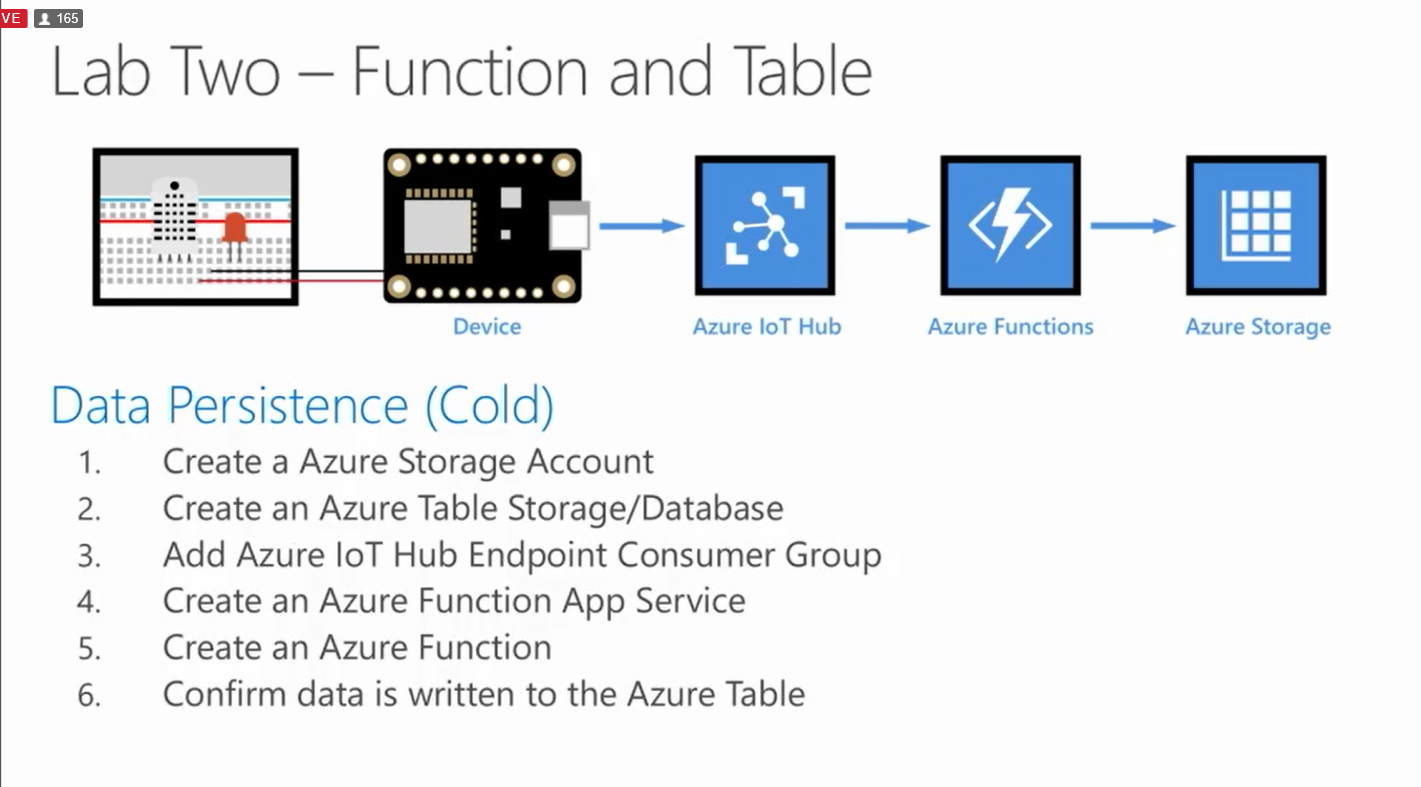 VE 165
Lab Two – Function and Table
Device
Azure IoT Hub
Azure Functions
Azure Storage
Data Persistence (Cold)
1. Create a Azure Storage Account
2. Create an Azure Table Storage/Database
3. Add Azure IoT Hub Endpoint Consumer Group
4. Create an Azure Function App Service
5. Create an Azure Function
6. Confirm data is written to the Azure Table